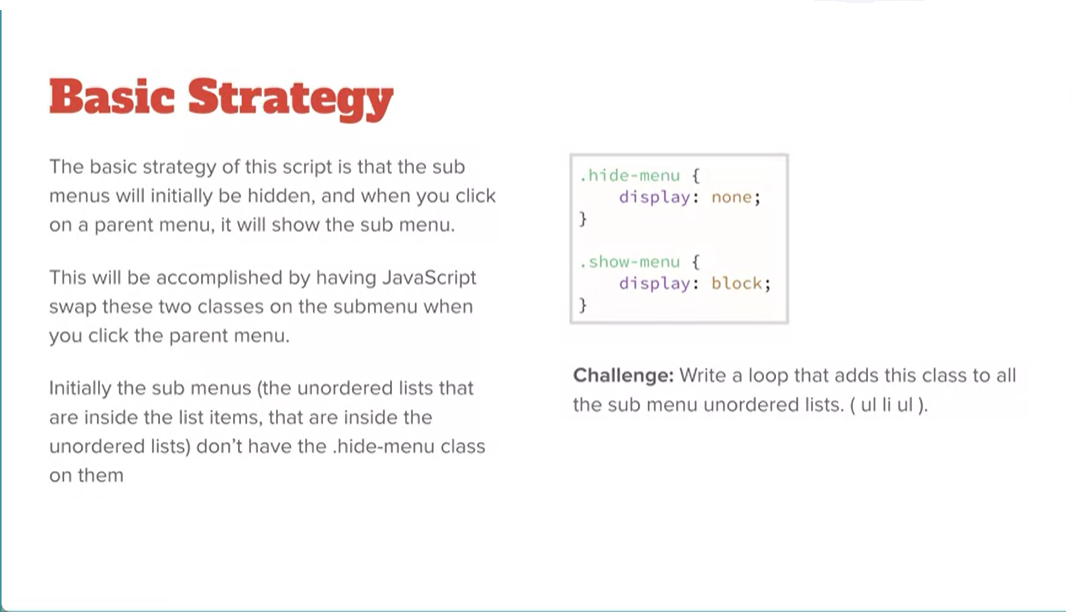 Basic Strategy
The basic strategy of this script is that the sub
menus will initially be hidden, and when you click
on a parent menu, it will show the sub menu.
This will be accomplished by having JavaScript
swap these two classes on the submenu when
you click the parent menu.
Initially the sub menus (the unordered lists that
are inside the list items, that are inside the
unordered lists) don’t have the .hide-menu class
on them
.hide-menu {
    display: none;
}
.show-menu {
    display: block;
}
Challenge: Write a loop that adds this class to all
the sub menu unordered lists. ( ul li ul ).